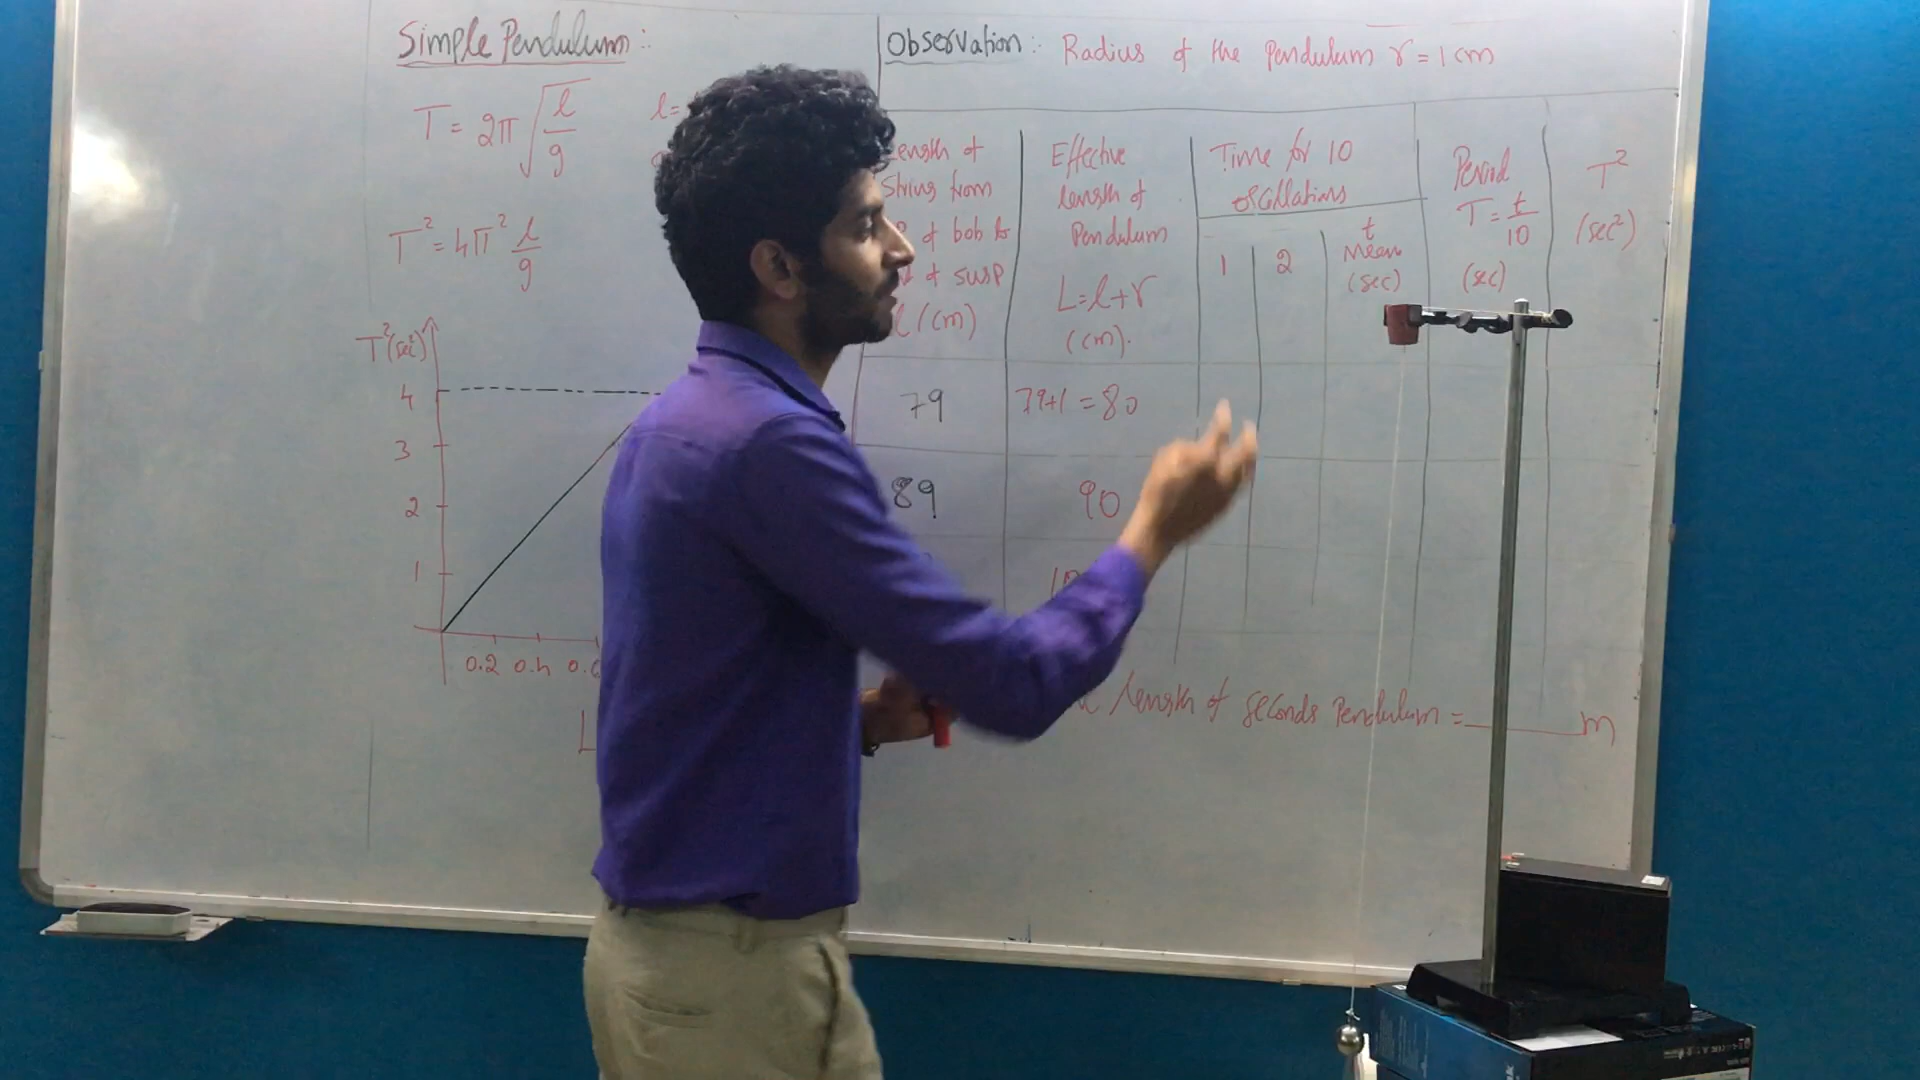 Simple Pendulum:
T = 2π√(l/g)
l=
T² = 4π² l/g
T²(sec²)
4
3
2
1
0.2 0.4
L
Observation: Radius of the Pendulum r = 1cm
Length of
String from
of bob to
of susp
l (cm)
Effective
length of
Pendulum
L=l+r
(cm).
Time for 10
oscillations
1
2
t
Mean
(sec)
Period
T = t/10
(sec)
T²
(sec²)
79
79+1 = 80
89
90
length of seconds Pendulum = ______ m